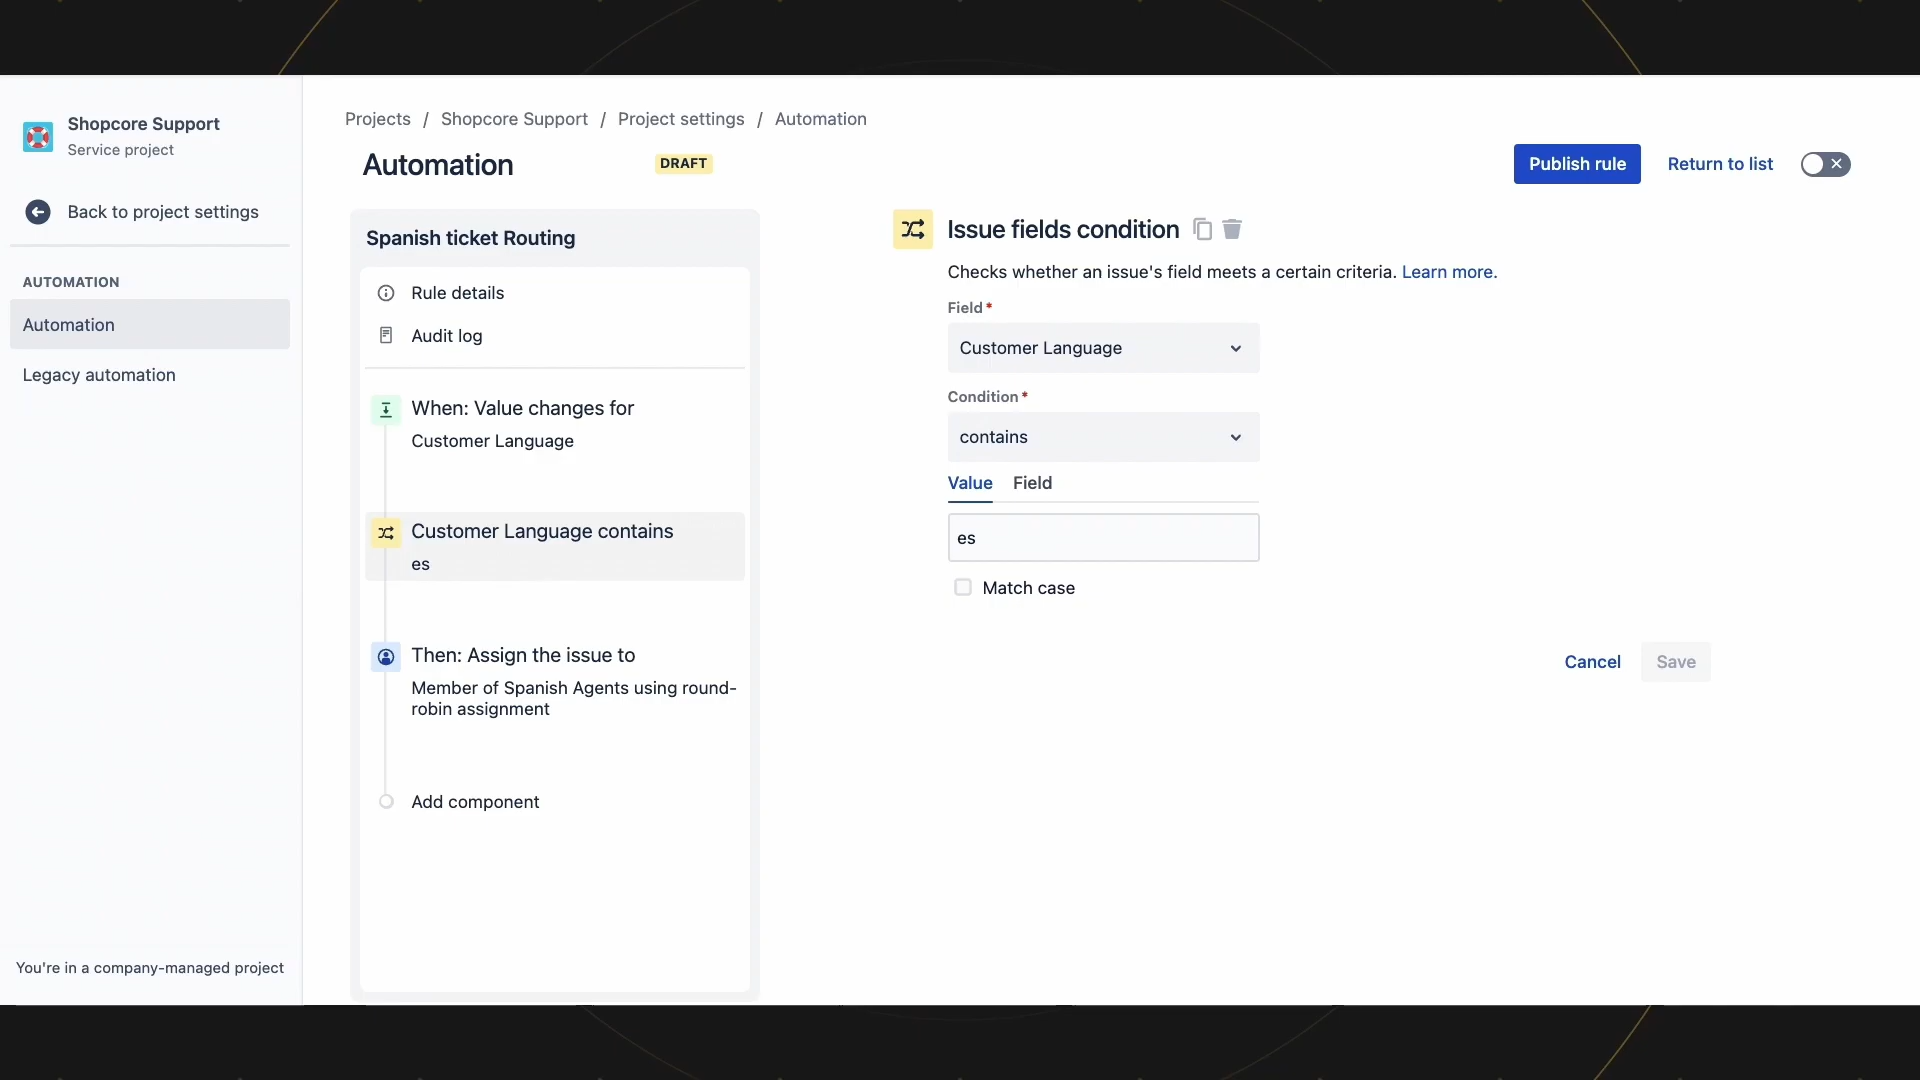 Shopcore Support
Service project
Back to project settings
AUTOMATION
Automation
Legacy automation
You're in a company-managed project
Projects / Shopcore Support / Project settings / Automation
Automation
DRAFT
Publish rule
Return to list
Spanish ticket Routing
Rule details
Audit log
When: Value changes for
Customer Language
Customer Language contains
es
Then: Assign the issue to
Member of Spanish Agents using round-
robin assignment
Add component
Issue fields condition
Checks whether an issue's field meets a certain criteria. Learn more.
Field *
Customer Language
Condition *
contains
Value Field
es
Match case
Cancel
Save